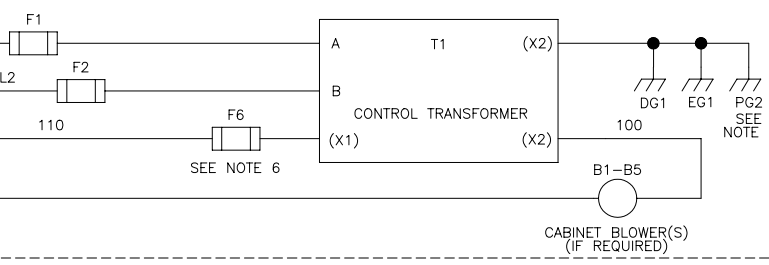 F1
A
T1
(X2)
L2
F2
B
DG1
EG1
PG2
SEE
NOTE
CONTROL TRANSFORMER
110
F6
(X1)
(X2)
100
SEE NOTE 6
B1-B5
CABINET BLOWER(S)
(IF REQUIRED)